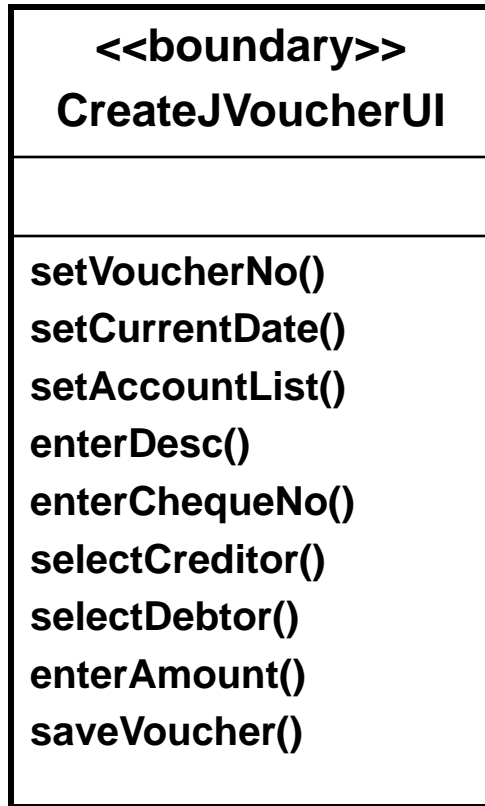 <<boundary>>
CreateJVoucherUI
setVoucherNo()
setCurrentDate()
setAccountList()
enterDesc()
enterChequeNo()
selectCreditor()
selectDebtor()
enterAmount()
saveVoucher()